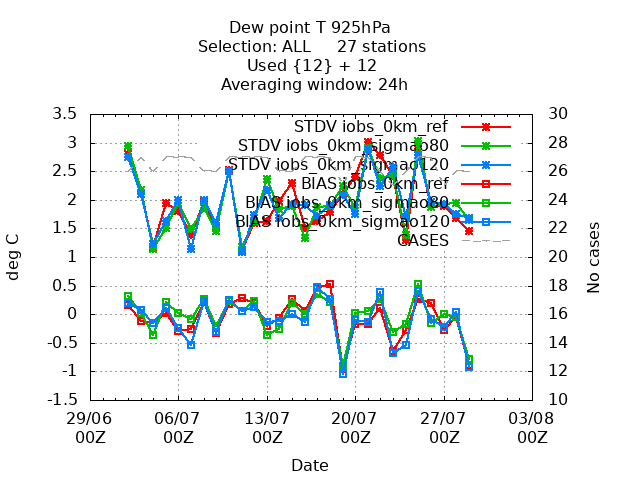 Dew point T 925hPa
Selection: ALL 27 stations
Used {12} + 12
Averaging window: 24h
3.5
3
2.5
2
1.5
1
0.5
0
-0.5
-1
-1.5
deg C
30
28
26
24
22
20
18
16
14
12
10
No cases
STDV iobs_0km_ref
STDV iobs_0km_sigmao80
STDV iobs_0km_sigmao120
BIAS iobs_0km_ref
BIAS iobs_0km_sigmao80
BIAS iobs_0km_sigmao120
CASES
29/06 06/07 13/07 20/07 27/07 03/08
00Z 00Z 00Z 00Z 00Z 00Z
Date